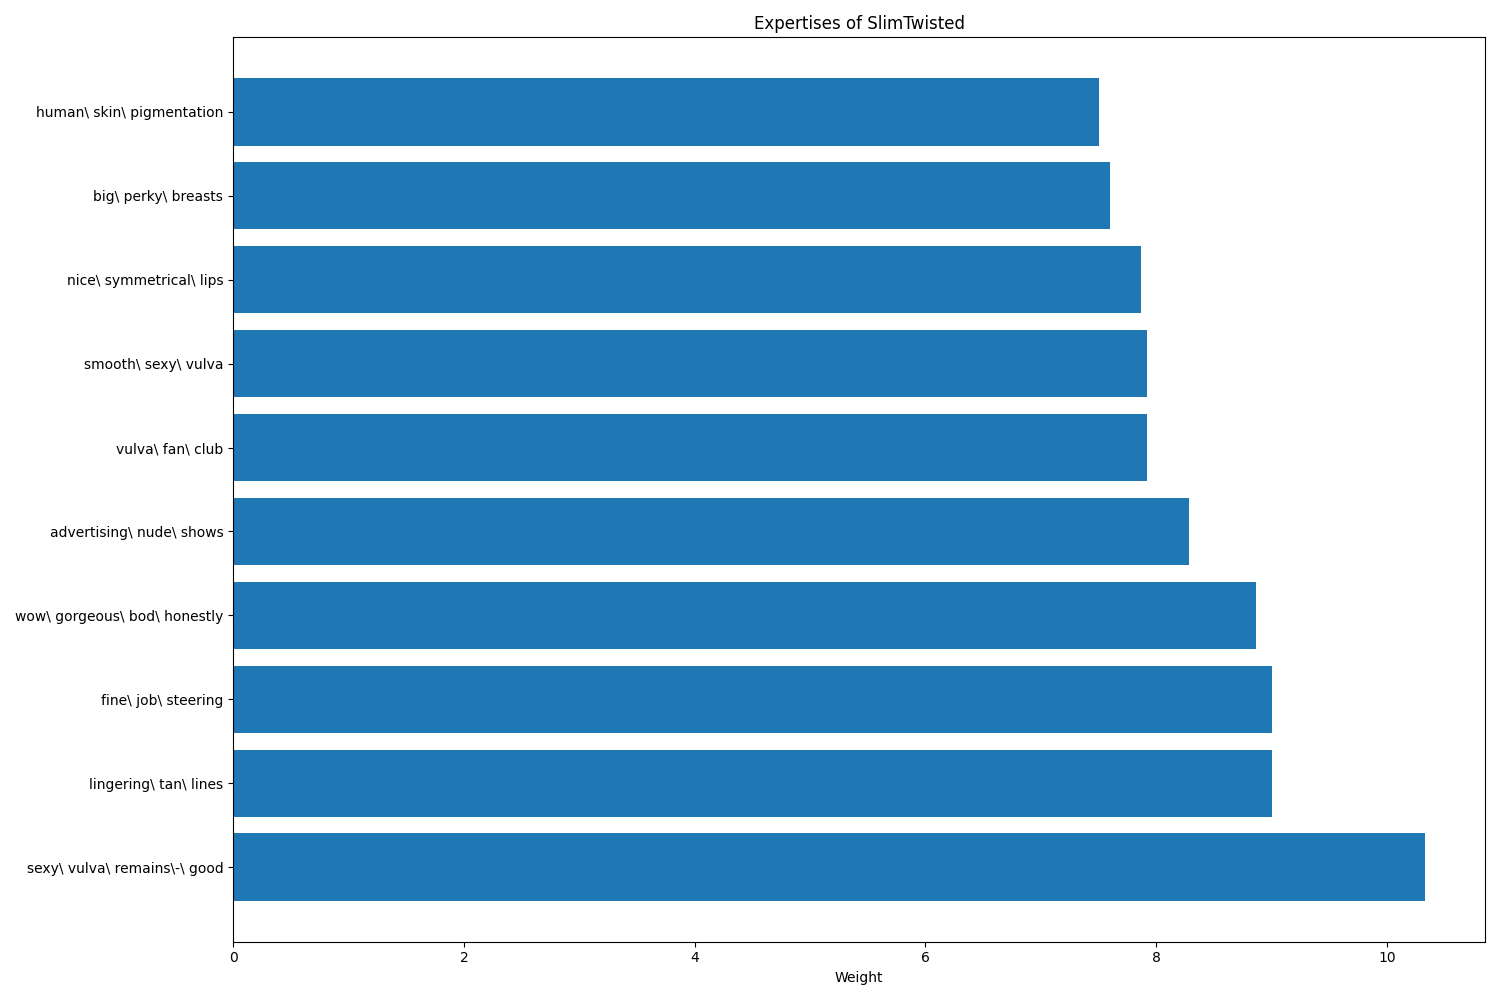 Expertises of SlimTwisted
human\ skin\ pigmentation
big\ perky\ breasts
nice\ symmetrical\ lips
smooth\ sexy\ vulva
vulva\ fan\ club
advertising\ nude\ shows
wow\ gorgeous\ bod\ honestly
fine\ job\ steering
lingering\ tan\ lines
sexy\ vulva\ remains\-\ good
0 2 4 6 8 10
Weight